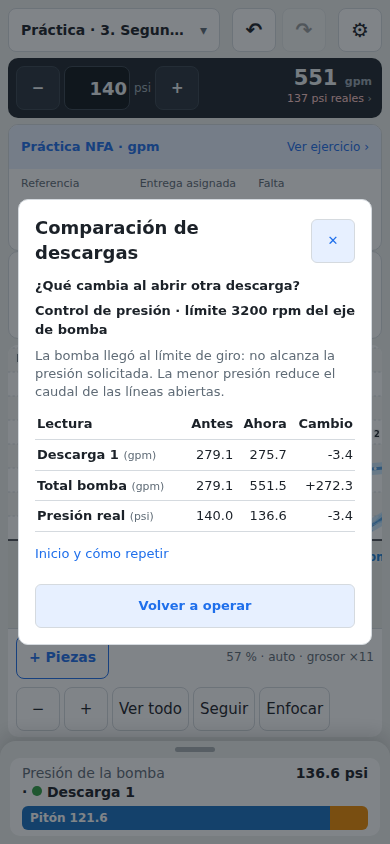 Práctica · 3. Segun... ▾ ↶ ↷ ⚙
− 140 psi + 551 gpm
137 psi reales ›
Práctica NFA · gpm Ver ejercicio ›
Referencia Entrega asignada Falta
Comparación de
descargas
×
¿Qué cambia al abrir otra descarga?
Control de presión · límite 3200 rpm del eje
de bomba
La bomba llegó al límite de giro: no alcanza la
presión solicitada. La menor presión reduce el
caudal de las líneas abiertas.
Lectura Antes Ahora Cambio
Descarga 1 (gpm) 279.1 275.7 -3.4
Total bomba (gpm) 279.1 551.5 +272.3
Presión real (psi) 140.0 136.6 -3.4
Inicio y cómo repetir
Volver a operar
+ Piezas 57 % · auto · grosor ×11
− + Ver todo Seguir Enfocar
Presión de la bomba 136.6 psi
· Descarga 1
Pitón 121.6